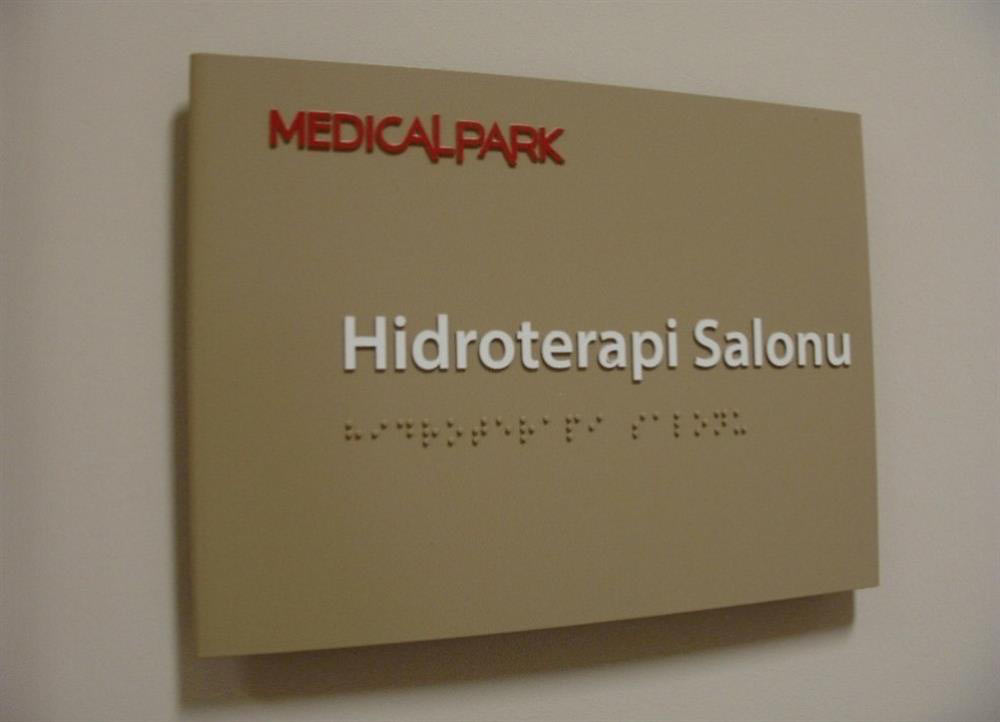 MEDICALPARK
Hidroterapi Salonu
⠓⠊⠙⠗⠕⠞⠑⠗⠁⠏⠊ ⠎⠁⠇⠕⠝⠥